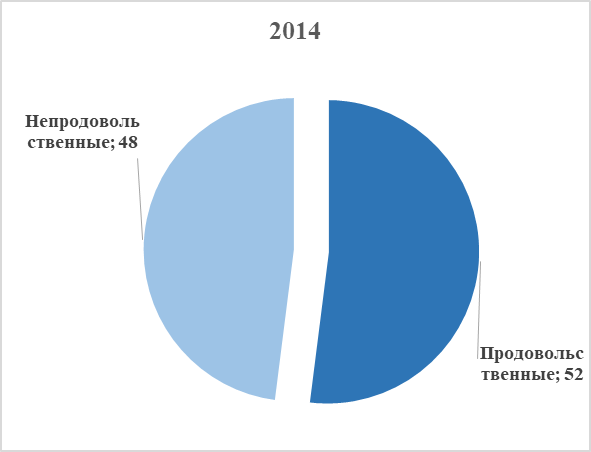 2014
Непродоволь
ственные; 48
Продовольс
твенные; 52